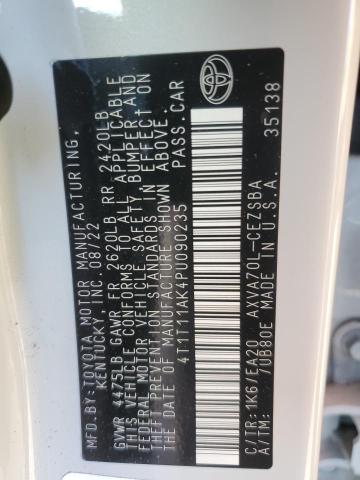 MFD.BY:TOYOTA MOTOR MANUFACTURING,
KENTUCKY, INC. 08/22
GVWR 4475LB GAWR FR 2620LB RR 2420LB
THIS VEHICLE CONFORMS TO ALL APPLICABLE
FEDERAL MOTOR VEHICLE SAFETY, BUMPER, AND
THEFT PREVENTION STANDARDS IN EFFECT ON
THE DATE OF MANUFACTURE SHOWN ABOVE.
4T1T11AK4PU090235 PASS.CAR
C/TR:1K6/EA20 AXVA70L-CEZSBA
A/TM: /UB80E MADE IN U.S.A.
35138